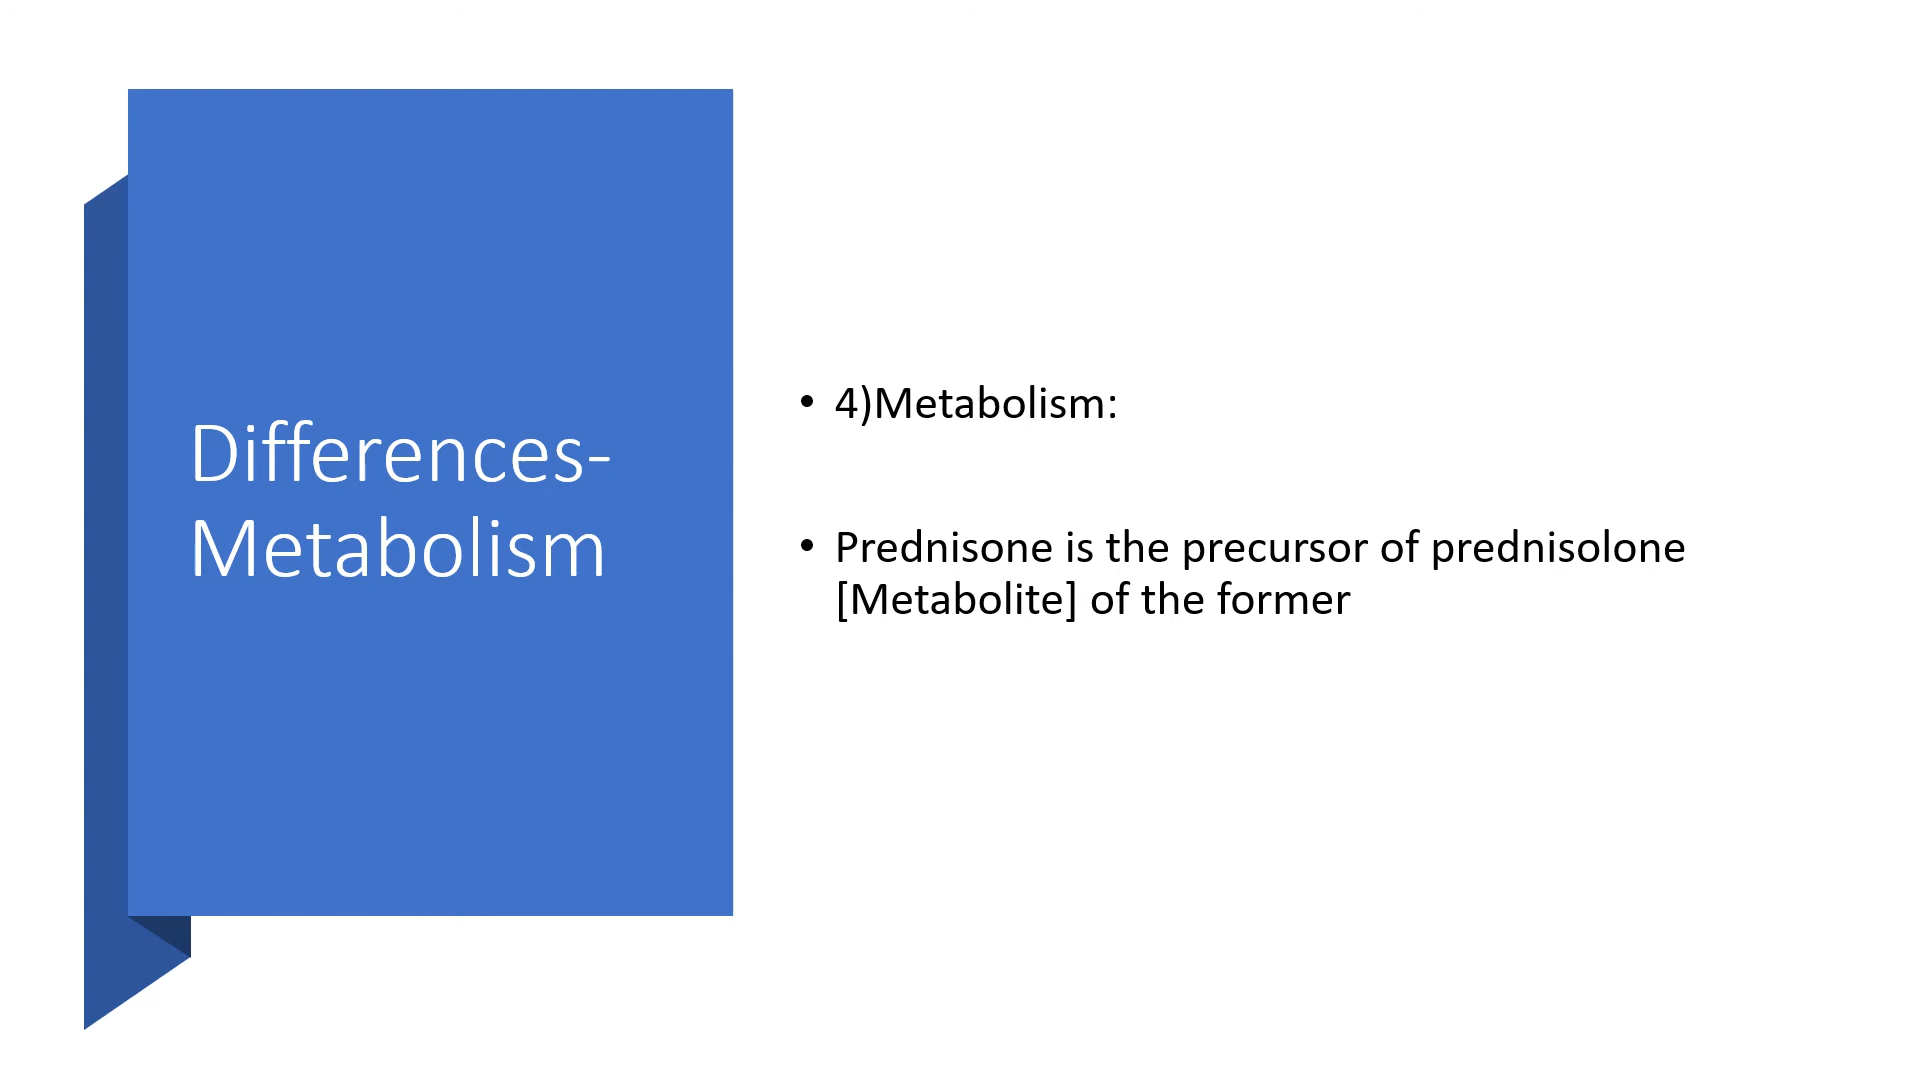 Differences-
Metabolism
• 4)Metabolism:
• Prednisone is the precursor of prednisolone
[Metabolite] of the former